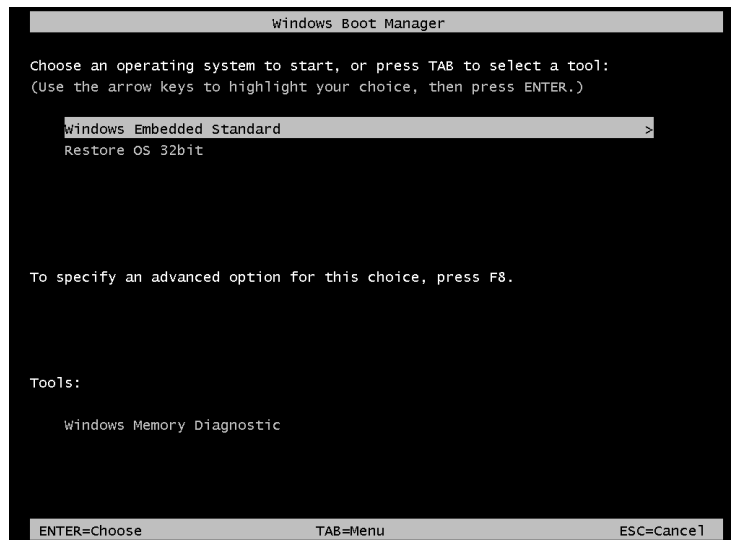 Windows Boot Manager
Choose an operating system to start, or press TAB to select a tool:
(Use the arrow keys to highlight your choice, then press ENTER.)
Windows Embedded Standard >
Restore OS 32bit
To specify an advanced option for this choice, press F8.
Tools:
Windows Memory Diagnostic
ENTER=Choose TAB=Menu ESC=Cancel